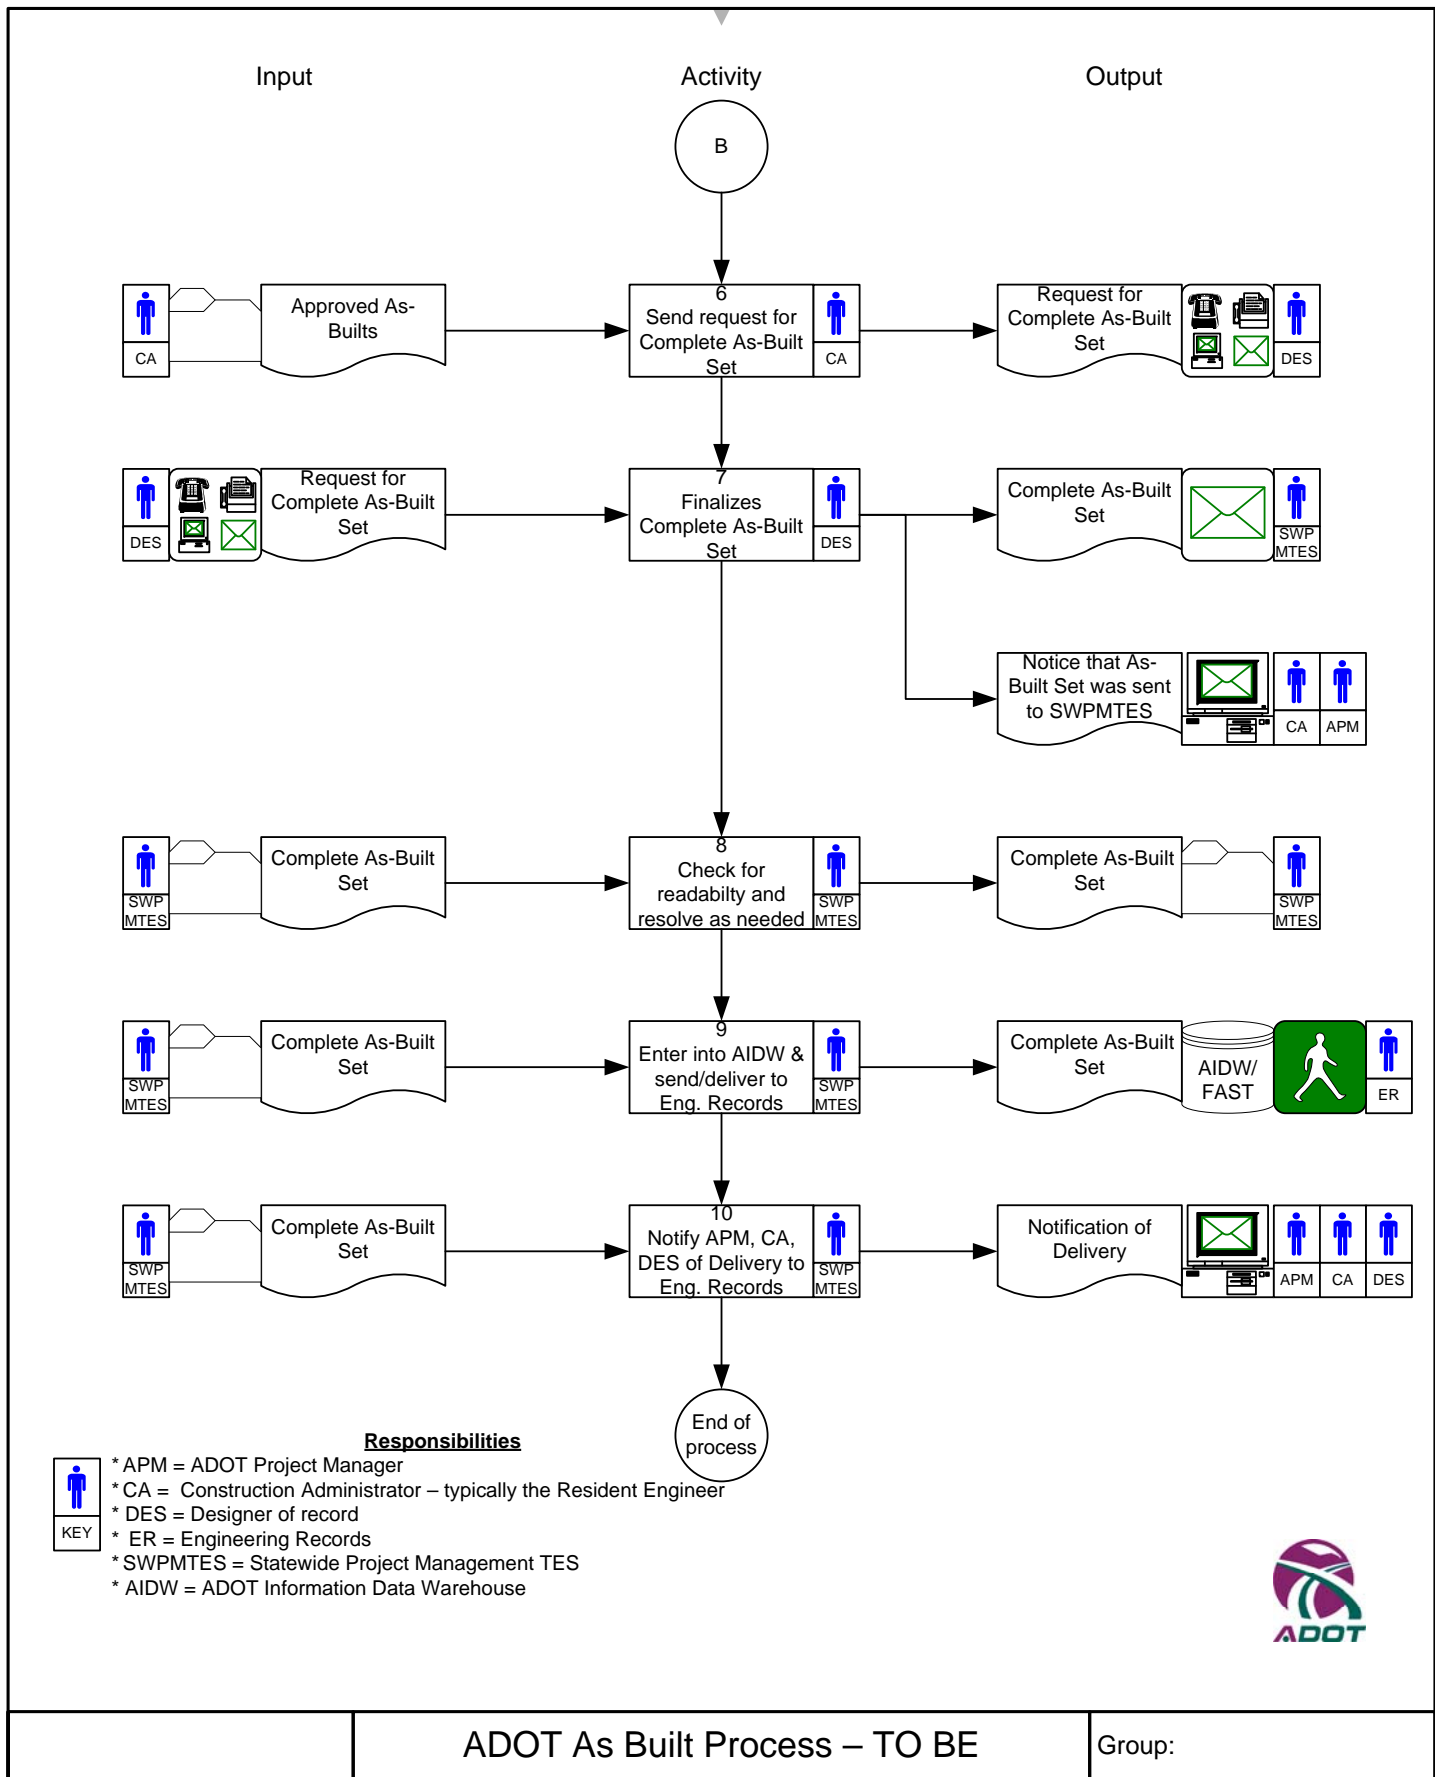 Input
Activity
Output
B
CA
Approved As-
Builts
6
Send request for
Complete As-Built
Set
CA
Request for
Complete As-Built
Set
DES
DES
Request for
Complete As-Built
Set
7
Finalizes
Complete As-Built
Set
DES
Complete As-Built
Set
SWP
MTES
Notice that As-
Built Set was sent
to SWPMTES
CA
APM
SWP
MTES
Complete As-Built
Set
8
Check for
readabilty and
resolve as needed
SWP
MTES
Complete As-Built
Set
SWP
MTES
SWP
MTES
Complete As-Built
Set
9
Enter into AIDW &
send/deliver to
Eng. Records
SWP
MTES
Complete As-Built
Set
AIDW/
FAST
ER
SWP
MTES
Complete As-Built
Set
10
Notify APM, CA,
DES of Delivery to
Eng. Records
SWP
MTES
Notification of
Delivery
APM
CA
DES
End of
process
Responsibilities
KEY
* APM = ADOT Project Manager
* CA = Construction Administrator – typically the Resident Engineer
* DES = Designer of record
* ER = Engineering Records
* SWPMTES = Statewide Project Management TES
* AIDW = ADOT Information Data Warehouse
ADOT
ADOT As Built Process – TO BE
Group: